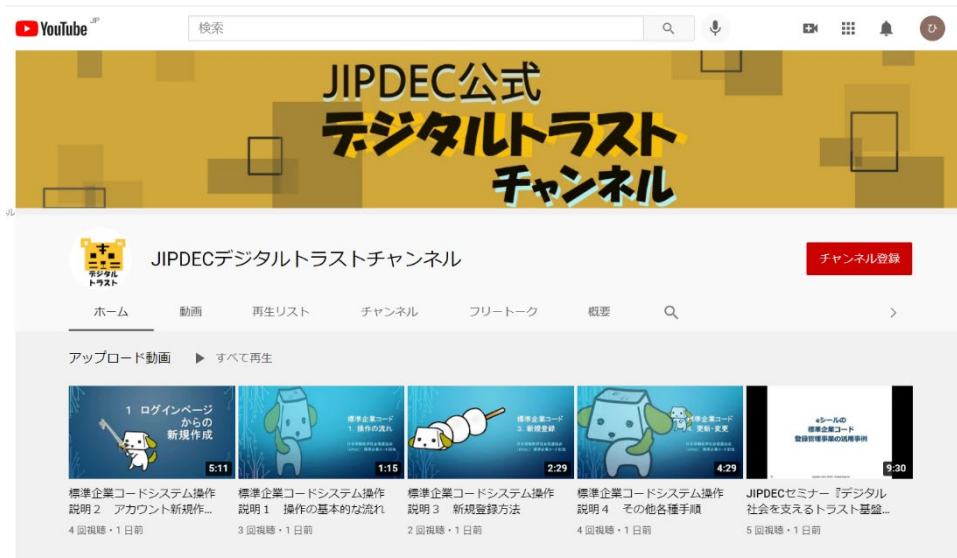 YouTube JP
検索
ひ
JIPDEC公式
デジタルトラスト
チャンネル
ル
デジタル
トラスト
JIPDECデジタルトラストチャンネル
チャンネル登録
ホーム 動画 再生リスト チャンネル フリートーク 概要
アップロード動画 ▶ すべて再生
1 ログインページ
からの
新規作成
5:11
標準企業コード
1. 操作の流れ
1:15
標準企業コード
3. 新規登録
2:29
標準企業コード
4. 更新・変更
4:29
eシールの
標準企業コード
登録管理事業の活用事例
9:30
標準企業コードシステム操作
説明2 アカウント新規作...
4 回視聴・1 日前
標準企業コードシステム操作
説明1 操作の基本的な流れ
3 回視聴・1 日前
標準企業コードシステム操作
説明3 新規登録方法
2 回視聴・1 日前
標準企業コードシステム操作
説明4 その他各種手順
4 回視聴・1 日前
JIPDECセミナー『デジタル
社会を支えるトラスト基盤...
5 回視聴・1 日前